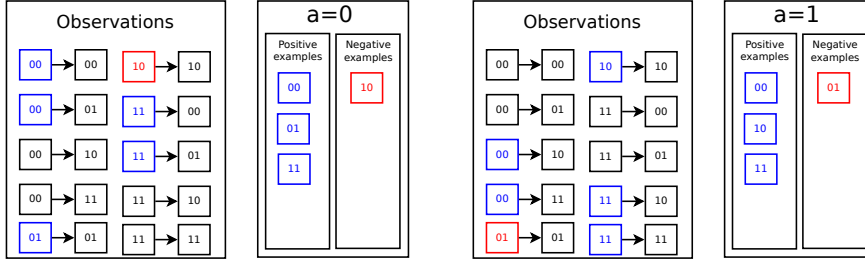 Observations
00 00 10 10
00 01 11 00
00 10 11 01
00 11 11 10
01 01 11 11
a=0
Positive examples
Negative examples
00 10
01
11
Observations
00 00 10 10
00 01 11 00
00 10 11 01
00 11 11 10
01 01 11 11
a=1
Positive examples
Negative examples
00 01
10
11